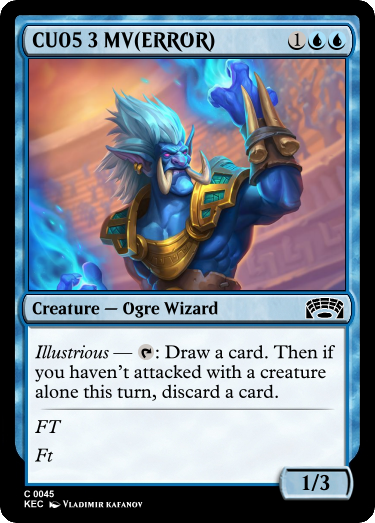 CU05 3 MV(ERROR) 1
Creature — Ogre Wizard
Illustrious — : Draw a card. Then if
you haven't attacked with a creature
alone this turn, discard a card.
FT
Ft
1/3
C 0045
KEC Vladimir kafanov